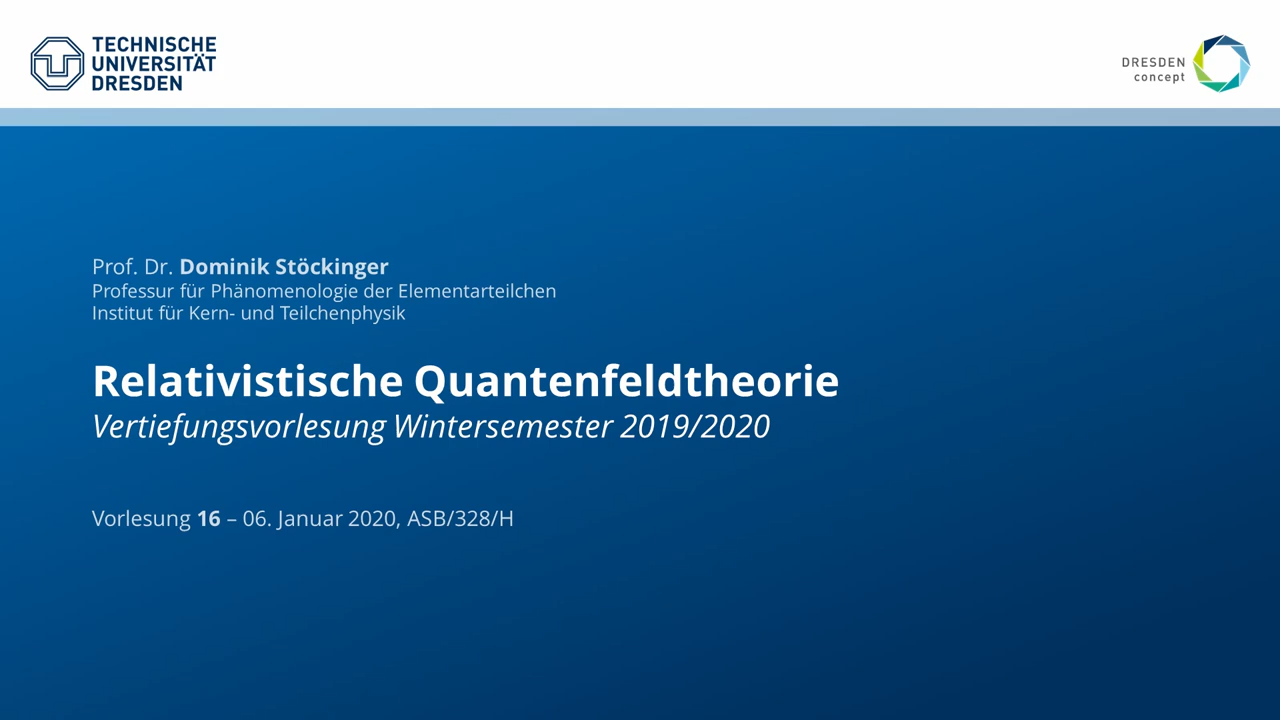 TECHNISCHE
UNIVERSITÄT
DRESDEN
DRESDEN
concept
Prof. Dr. Dominik Stöckinger
Professur für Phänomenologie der Elementarteilchen
Institut für Kern- und Teilchenphysik
Relativistische Quantenfeldtheorie
Vertiefungsvorlesung Wintersemester 2019/2020
Vorlesung 16 – 06. Januar 2020, ASB/328/H